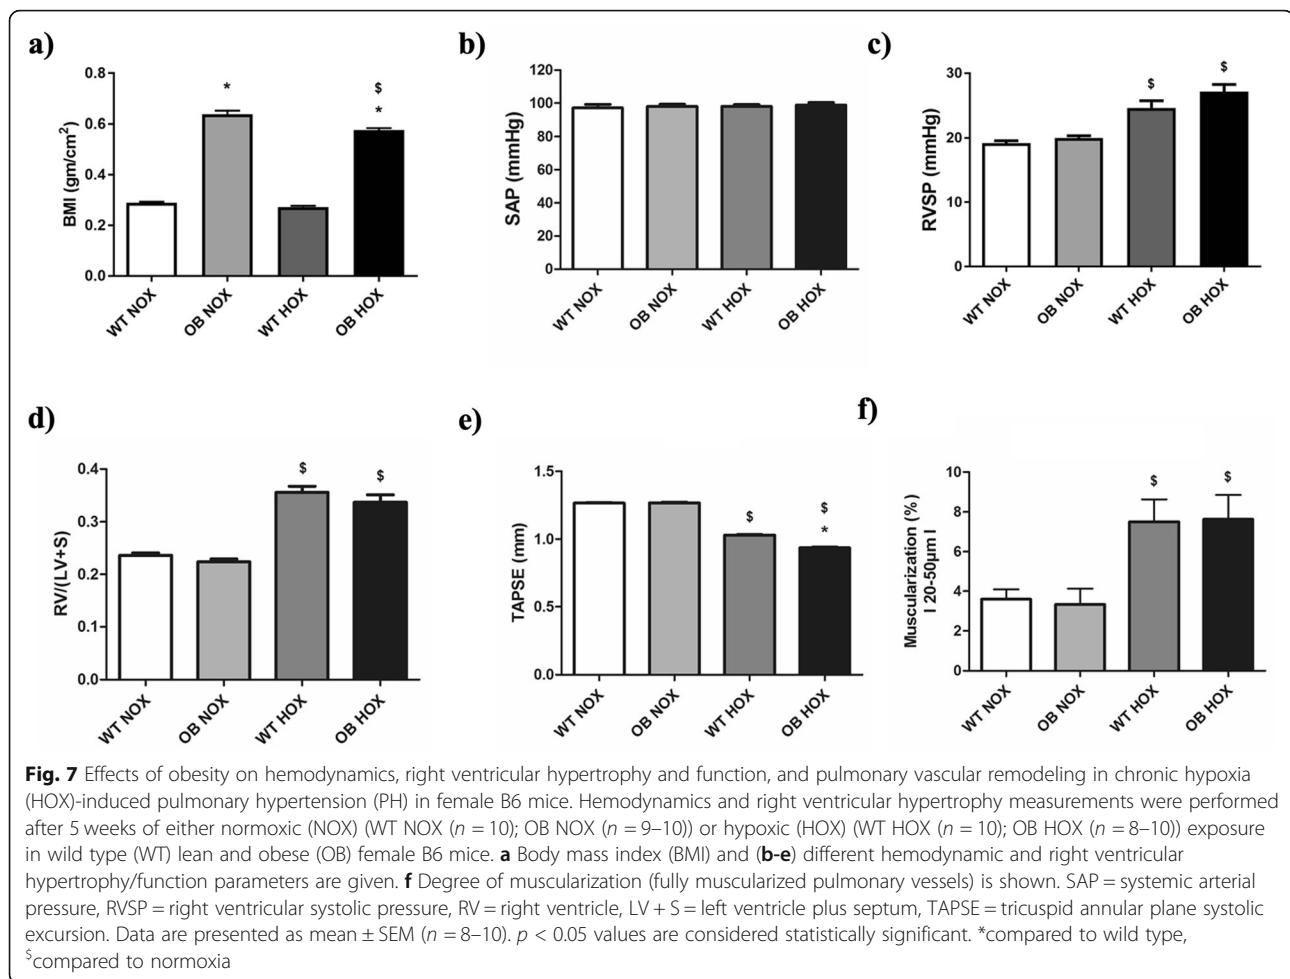 a)
BMI (gm/cm²)
0.8
0.6
0.4
0.2
0.0
*
$
*
WT NOX
OB NOX
WT HOX
OB HOX
b)
SAP (mmHg)
120
100
80
60
40
20
0
WT NOX
OB NOX
WT HOX
OB HOX
c)
RVSP (mmHg)
30
20
10
0
$
$
WT NOX
OB NOX
WT HOX
OB HOX
d)
RV/(LV+S)
0.4
0.3
0.2
0.1
0.0
$
$
WT NOX
OB NOX
WT HOX
OB HOX
e)
TAPSE (mm)
1.5
1.0
0.5
0.0
$
$
*
WT NOX
OB NOX
WT HOX
OB HOX
f)
Muscularization (%)
I 20-50µm I
10
8
6
4
2
0
$
$
WT NOX
OB NOX
WT HOX
OB HOX
Fig. 7 Effects of obesity on hemodynamics, right ventricular hypertrophy and function, and pulmonary vascular remodeling in chronic hypoxia
(HOX)-induced pulmonary hypertension (PH) in female B6 mice. Hemodynamics and right ventricular hypertrophy measurements were performed
after 5 weeks of either normoxic (NOX) (WT NOX (n = 10); OB NOX (n = 9–10)) or hypoxic (HOX) (WT HOX (n = 10); OB HOX (n = 8–10)) exposure
in wild type (WT) lean and obese (OB) female B6 mice. a Body mass index (BMI) and (b-e) different hemodynamic and right ventricular
hypertrophy/function parameters are given. f Degree of muscularization (fully muscularized pulmonary vessels) is shown. SAP = systemic arterial
pressure, RVSP = right ventricular systolic pressure, RV = right ventricle, LV + S = left ventricle plus septum, TAPSE = tricuspid annular plane systolic
excursion. Data are presented as mean ± SEM (n = 8–10). p < 0.05 values are considered statistically significant. *compared to wild type,
$compared to normoxia